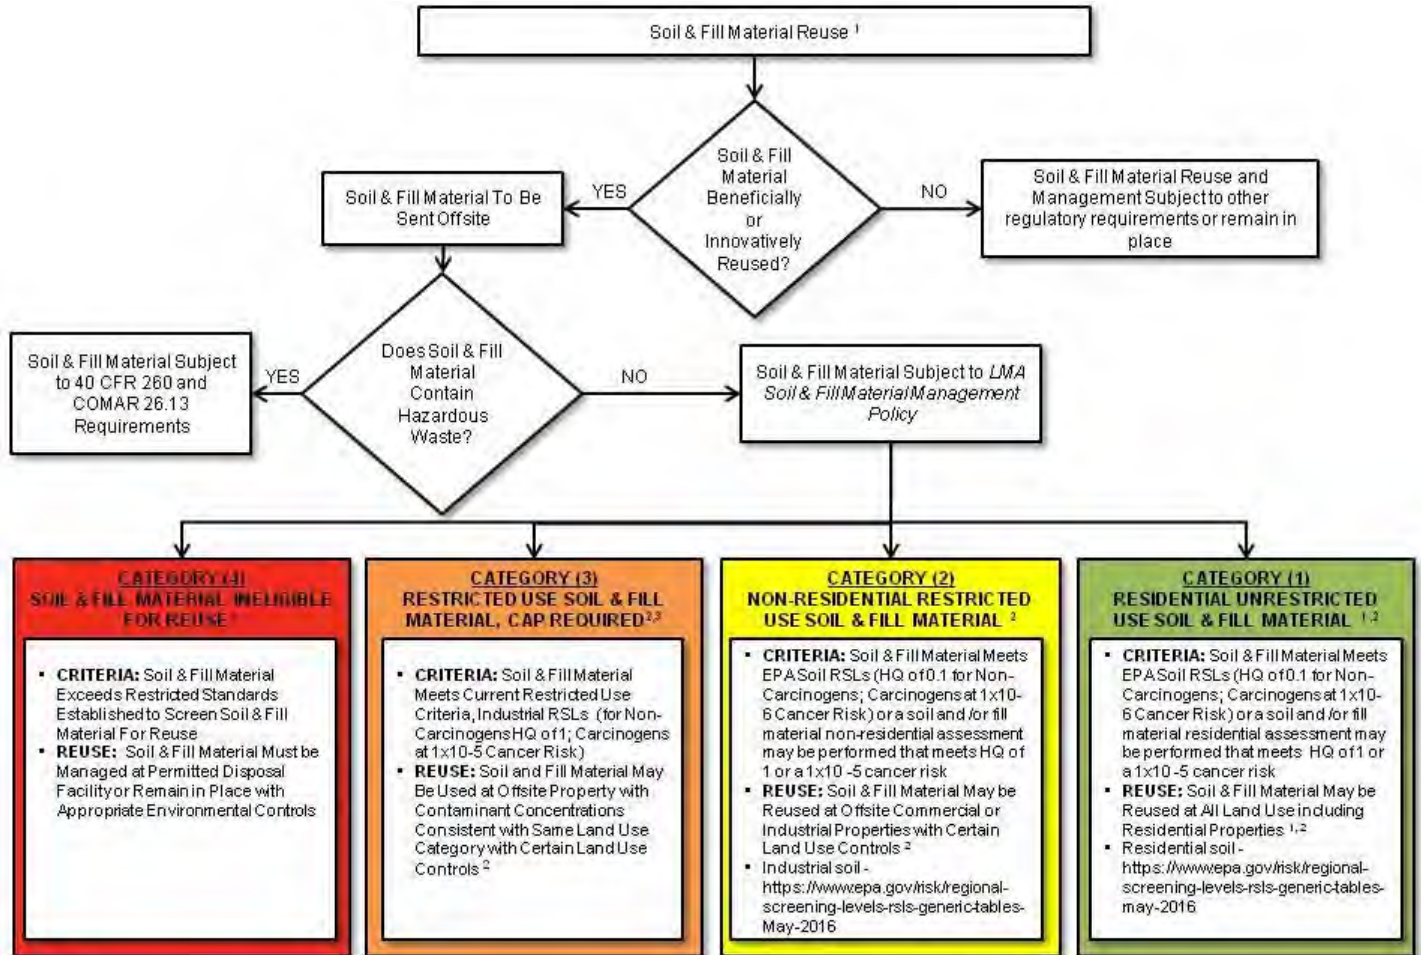 Soil & Fill Material Reuse 1
Soil & Fill
Material
Beneficially
or
Innovatively
Reused?
YES
NO
Soil & Fill Material To Be
Sent Offsite
Soil & Fill Material Reuse and
Management Subject to other
regulatory requirements or remain in
place
Does Soil & Fill
Material
Contain
Hazardous
Waste?
YES
NO
Soil & Fill Material Subject
to 40 CFR 260 and
COMAR 26.13
Requirements
Soil & Fill Material Subject to LMA
Soil & Fill Material Management
Policy
CATEGORY (4)
SOIL & FILL MATERIAL INELIGIBLE
FOR REUSE
▪ CRITERIA: Soil & Fill Material
Exceeds Restricted Standards
Established to Screen Soil & Fill
Material For Reuse
▪ REUSE: Soil & Fill Material Must be
Managed at Permitted Disposal
Facility or Remain in Place with
Appropriate Environmental Controls
CATEGORY (3)
RESTRICTED USE SOIL & FILL
MATERIAL, CAP REQUIRED2,3
▪ CRITERIA: Soil & Fill Material
Meets Current Restricted Use
Criteria, Industrial RSLs (for Non-
Carcinogens HQ of 1; Carcinogens
at 1x10-5 Cancer Risk)
▪ REUSE: Soil and Fill Material May
Be Used at Offsite Property with
Contaminant Concentrations
Consistent with Same Land Use
Category with Certain Land Use
Controls 2
CATEGORY (2)
NON-RESIDENTIAL RESTRICTED
USE SOIL & FILL MATERIAL 2
▪ CRITERIA: Soil & Fill Material Meets
EPA Soil RSLs (HQ of 0.1 for Non-
Carcinogens; Carcinogens at 1x10-
6 Cancer Risk) or a soil and /or fill
material non-residential assessment
may be performed that meets HQ of
1 or a 1x10 -5 cancer risk
▪ REUSE: Soil & Fill Material May be
Reused at Offsite Commercial or
Industrial Properties with Certain
Land Use Controls 2
▪ Industrial soil -
https://www.epa.gov/risk/regional-
screening-levels-rsls-generic-tables-
May-2016
CATEGORY (1)
RESIDENTIAL UNRESTRICTED
USE SOIL & FILL MATERIAL 1,2
▪ CRITERIA: Soil & Fill Material Meets
EPA Soil RSLs (HQ of 0.1 for Non-
Carcinogens; Carcinogens at 1x10-
6 Cancer Risk) or a soil and /or fill
material residential assessment may
be performed that meets HQ of 1 or
a 1x10 -5 cancer risk
▪ REUSE: Soil & Fill Material May be
Reused at All Land Use including
Residential Properties 1,2
▪ Residential soil -
https://www.epa.gov/risk/regional-
screening-levels-rsls-generic-tables-
may-2016